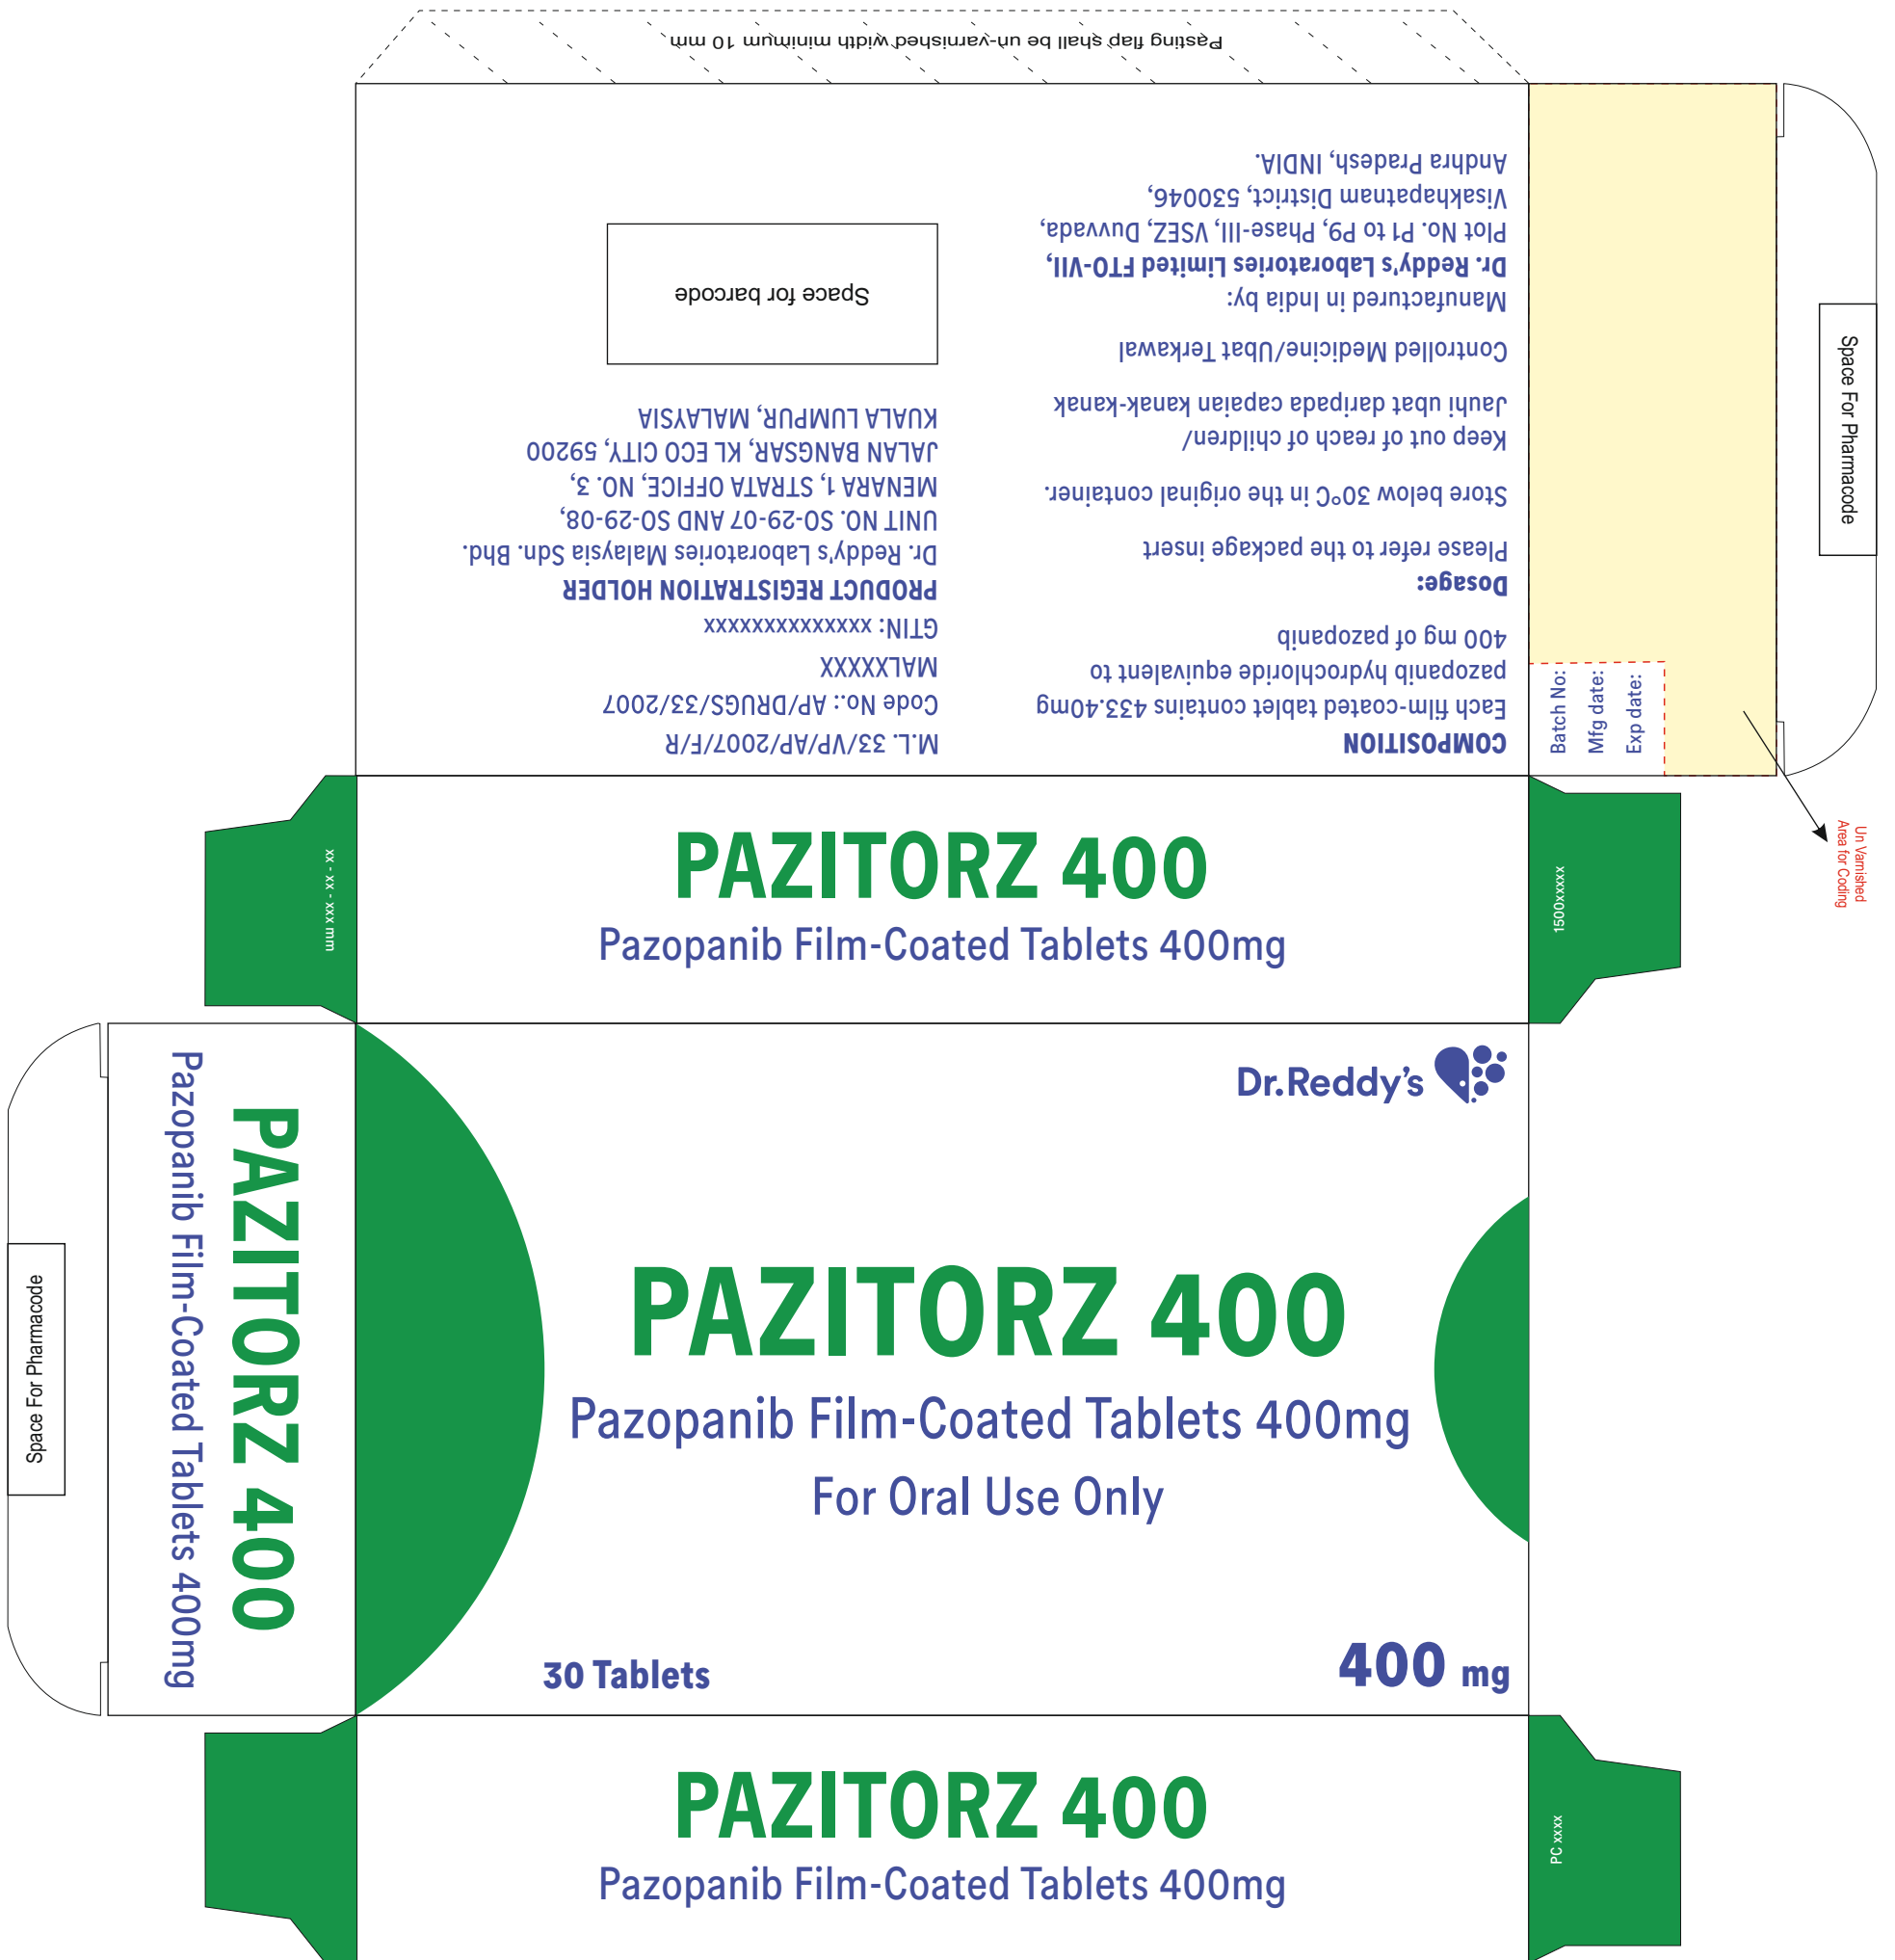 Pasting flap shall be un-varnished width minimum 10 mm
COMPOSITION
Each film-coated tablet contains 433.40mg
pazopanib hydrochloride equivalent to
400 mg of pazopanib
Dosage:
Please refer to the package insert
Store below 30°C in the original container.
Keep out of reach of children/
Jauhi ubat daripada capaian kanak-kanak
Controlled Medicine/Ubat Terkawal
Manufactured in India by:
Dr. Reddy's Laboratories Limited FTO-VII,
Plot No. P1 to P9, Phase-III, VSEZ, Duvvada,
Visakhapatnam District, 530046,
Andhra Pradesh, INDIA.
M.L. 33/VP/AP/2007/F/R
Code No.: AP/DRUGS/33/2007
MALXXXXX
GTIN: xxxxxxxxxxxxxx
PRODUCT REGISTRATION HOLDER
Dr. Reddy's Laboratories Malaysia Sdn. Bhd.
UNIT NO. SO-29-07 AND SO-29-08,
MENARA 1, STRATA OFFICE, NO. 3,
JALAN BANGSAR, KL ECO CITY, 59200
KUALA LUMPUR, MALAYSIA
Space for barcode
Batch No:
Mfg date:
Exp date:
Space For Pharmacode
Un Varnished
Area for Coding
xx - xx - xxx mm
PAZITORZ 400
Pazopanib Film-Coated Tablets 400mg
1500xxxxx
Space For Pharmacode
PAZITORZ 400
Pazopanib Film-Coated Tablets 400mg
Dr.Reddy's
PAZITORZ 400
Pazopanib Film-Coated Tablets 400mg
For Oral Use Only
30 Tablets
400 mg
PAZITORZ 400
Pazopanib Film-Coated Tablets 400mg
PC xxxx